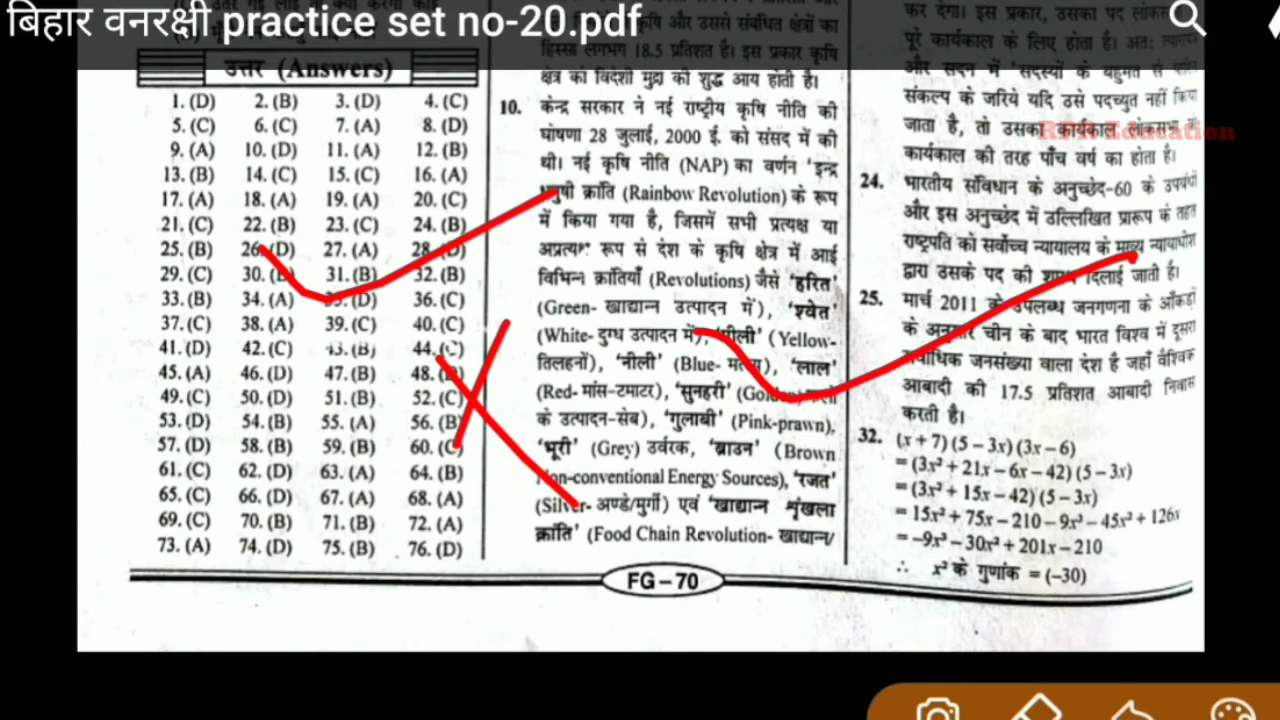 बिहार वनरक्षी practice set no-20.pdf
उत्तर (Answers)
1. (D) 2. (B) 3. (D) 4. (C)
5. (C) 6. (C) 7. (A) 8. (D)
9. (A) 10. (D) 11. (A) 12. (B)
13. (B) 14. (C) 15. (C) 16. (A)
17. (A) 18. (A) 19. (A) 20. (C)
21. (C) 22. (B) 23. (C) 24. (B)
25. (B) 26. (D) 27. (A) 28.
29. (C) 30. 31. (B) 32. (B)
33. (B) 34. (A) (D) 36. (C)
37. (C) 38. (A) 39. (C) 40. (C)
41. (D) 42. (C) 43. (B) 44. (C)
45. (A) 46. (D) 47. (B) 48.
49. (C) 50. (D) 51. (B) 52. (C)
53. (D) 54. (B) 55. (A) 56. (B)
57. (D) 58. (B) 59. (B) 60. (C)
61. (C) 62. (D) 63. (A) 64. (B)
65. (C) 66. (D) 67. (A) 68. (A)
69. (C) 70. (B) 71. (B) 72. (A)
73. (A) 74. (D) 75. (B) 76. (D)
कृषि और उससे संबंधित क्षेत्रों का
हिस्सा लगभग 18.5 प्रतिशत है। इस प्रकार कृषि
क्षेत्र को विदेशी मुद्रा की शुद्ध आय होती है।
10. केन्द्र सरकार ने नई राष्ट्रीय कृषि नीति की
घोषणा 28 जुलाई, 2000 ई. को संसद में की
थी। नई कृषि नीति (NAP) का वर्णन 'इन्द्र
धनुषी क्रांति (Rainbow Revolution) के रूप
में किया गया है, जिसमें सभी प्रत्यक्ष या
अप्रत्यक्ष रूप से देश के कृषि क्षेत्र में आई
विभिन्न क्रांतियाँ (Revolutions) जैसे 'हरित'
(Green- खाद्यान्न उत्पादन में), 'श्वेत'
(White- दुग्ध उत्पादन में), 'पीली' (Yellow-
तिलहनों), 'नीली' (Blue- मत्स्य), 'लाल'
(Red- मांस-टमाटर), 'सुनहरी' (Golden- फलों
के उत्पादन-सेब), 'गुलाबी' (Pink-prawn),
'भूरी' (Grey) उर्वरक, 'ब्राउन' (Brown
Non-conventional Energy Sources), 'रजत'
(Silver- अण्डे/मुर्गी) एवं 'खाद्यान्न शृंखला
क्रांति' (Food Chain Revolution- खाद्यान्न/
कर देगा। इस प्रकार, उसका पद लोकसभा
पूरे कार्यकाल के लिए होता है। अतः त्यागपत्र
और सदन में 'सदस्यों के बहुमत से पारित
संकल्प के जरिये यदि उसे पदच्युत नहीं किया
जाता है, तो उसका कार्यकाल लोकसभा के
कार्यकाल की तरह पाँच वर्ष का होता है।
RPH Education
24. भारतीय संविधान के अनुच्छेद-60 के उपबंधों
और इस अनुच्छेद में उल्लिखित प्रारूप के तहत
राष्ट्रपति को सर्वोच्च न्यायालय के मुख्य न्यायाधीश
द्वारा उसके पद की शपथ दिलाई जाती है।
25. मार्च 2011 के उपलब्ध जनगणना के आँकड़ों
के अनुसार चीन के बाद भारत विश्व में दूसरा
सर्वाधिक जनसंख्या वाला देश है जहाँ वैश्विक
आबादी की 17.5 प्रतिशत आबादी निवास
करती है।
32. (x + 7) (5 – 3x) (3x – 6)
= (3x² + 21x – 6x – 42) (5 – 3x)
= (3x² + 15x – 42) (5 – 3x)
= 15x² + 75x – 210 – 9x³ – 45x² + 126x
= –9x³ – 30x² + 201x – 210
∴ x² के गुणांक = (–30)
FG – 70